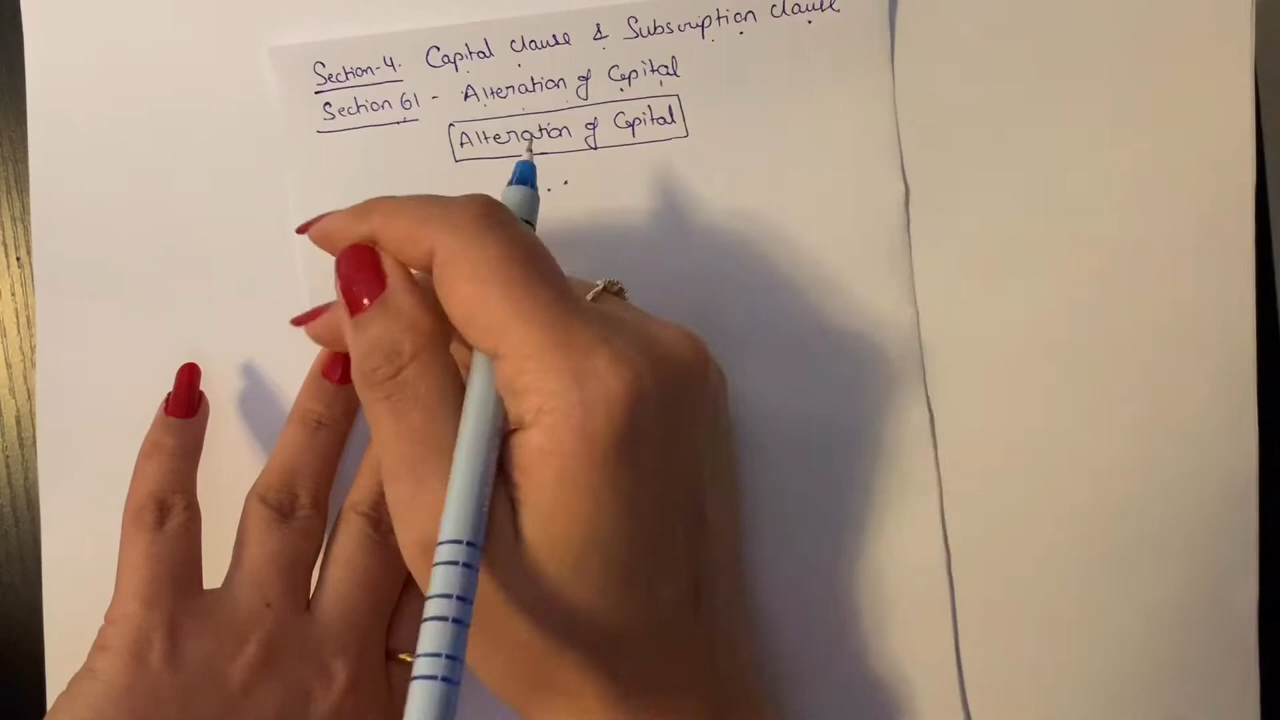 Section-4. Capital clause & Subscription clause
Section 61 - Alteration of Capital
Alteration of Capital